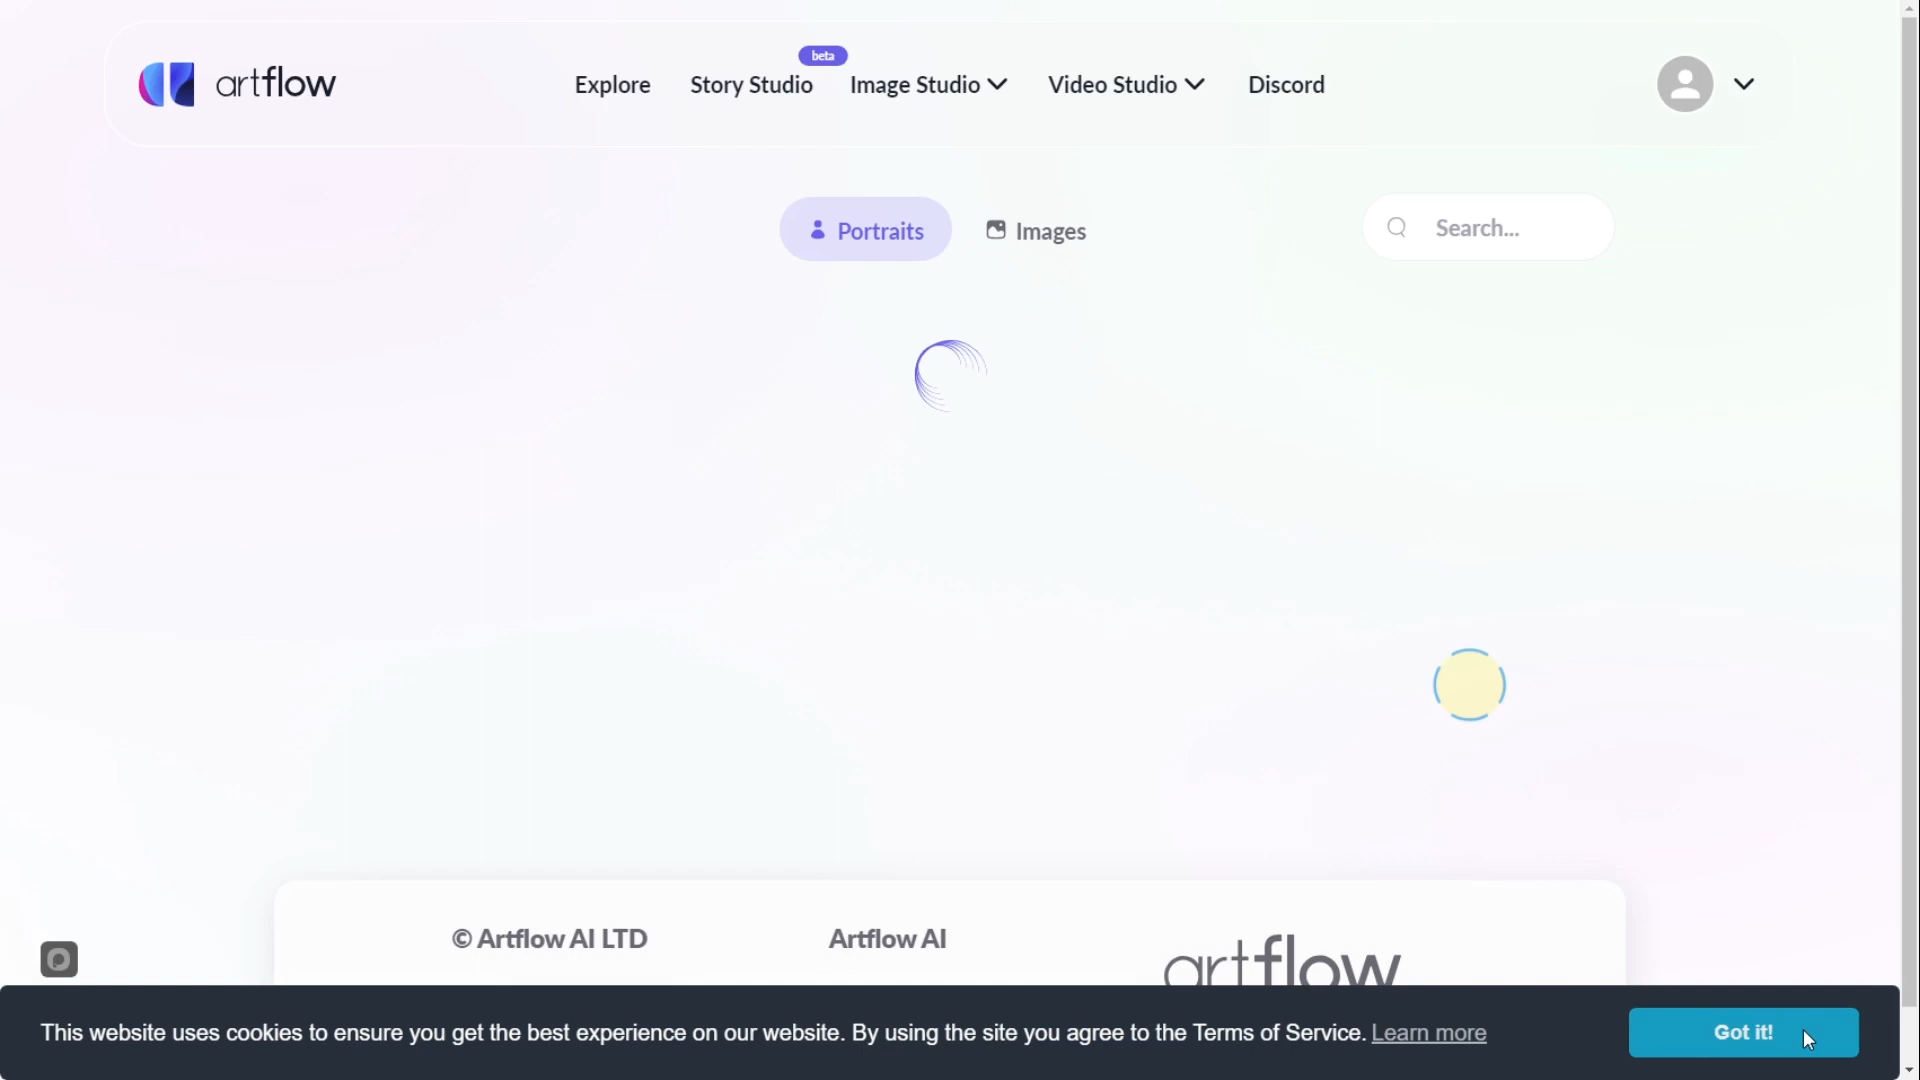 artflow
Explore
Story Studio
beta
Image Studio
Video Studio
Discord
Portraits
Images
Search...
© Artflow AI LTD
Artflow AI
artflow
This website uses cookies to ensure you get the best experience on our website. By using the site you agree to the Terms of Service. Learn more
Got it!